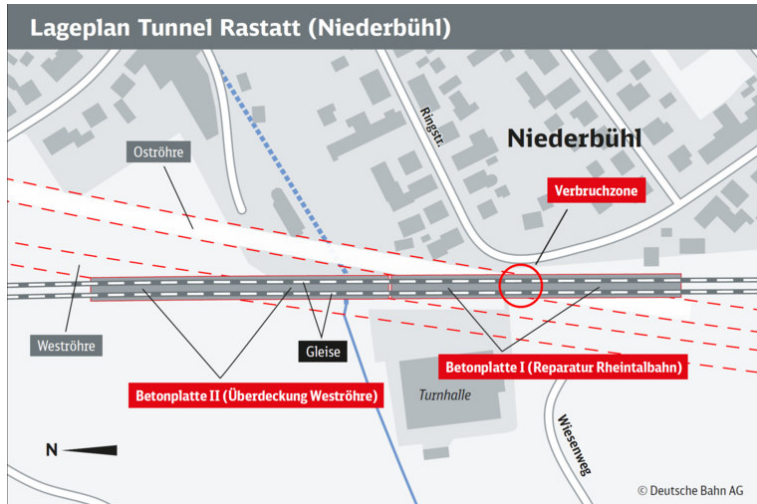 Lageplan Tunnel Rastatt (Niederbühl)
Oströhre
Ringstr.
Niederbühl
Verbruchzone
Weströhre
Gleise
Betonplatte II (Überdeckung Weströhre)
Betonplatte I (Reparatur Rheintalbahn)
Turnhalle
Wiesenweg
N
© Deutsche Bahn AG